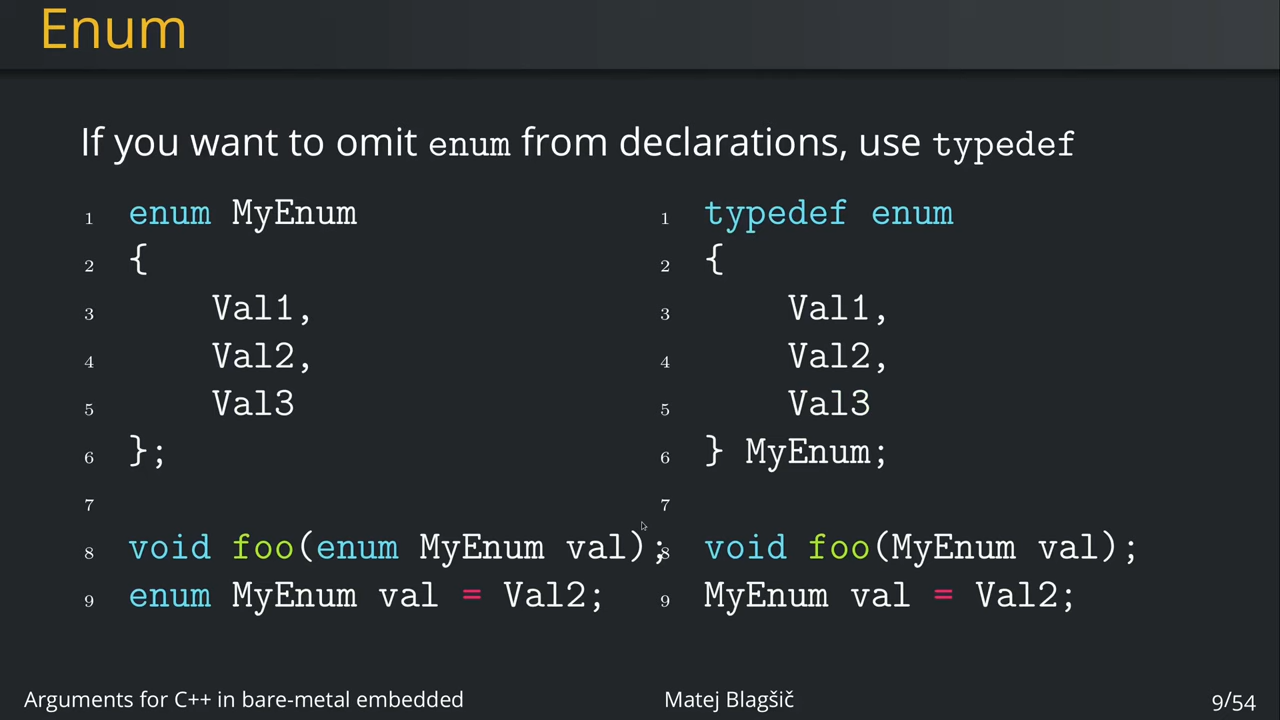 Enum
If you want to omit enum from declarations, use typedef
1 enum MyEnum
2 {
3 Val1,
4 Val2,
5 Val3
6 };
7
8 void foo(enum MyEnum val);
9 enum MyEnum val = Val2;
1 typedef enum
2 {
3 Val1,
4 Val2,
5 Val3
6 } MyEnum;
7
8 void foo(MyEnum val);
9 MyEnum val = Val2;
Arguments for C++ in bare-metal embedded
Matej Blagšič
9/54